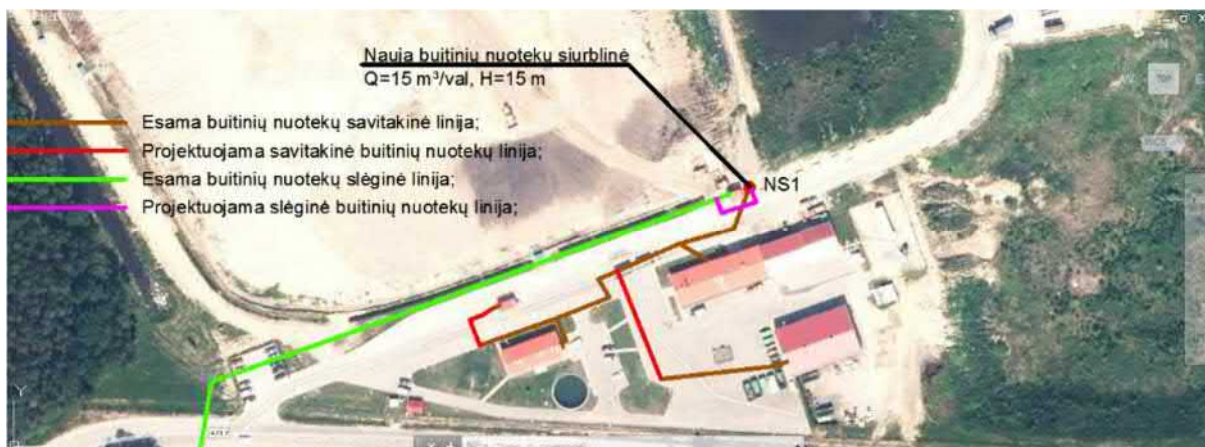 Nauja buitinių nuotekų siurblinė
Q=15 m³/val, H=15 m
Esama buitinių nuotekų savitakinė linija;
Projektuojama savitakinė buitinių nuotekų linija;
Esama buitinių nuotekų slėginė linija;
Projektuojama slėginė buitinių nuotekų linija;
NS1
TOP
Y